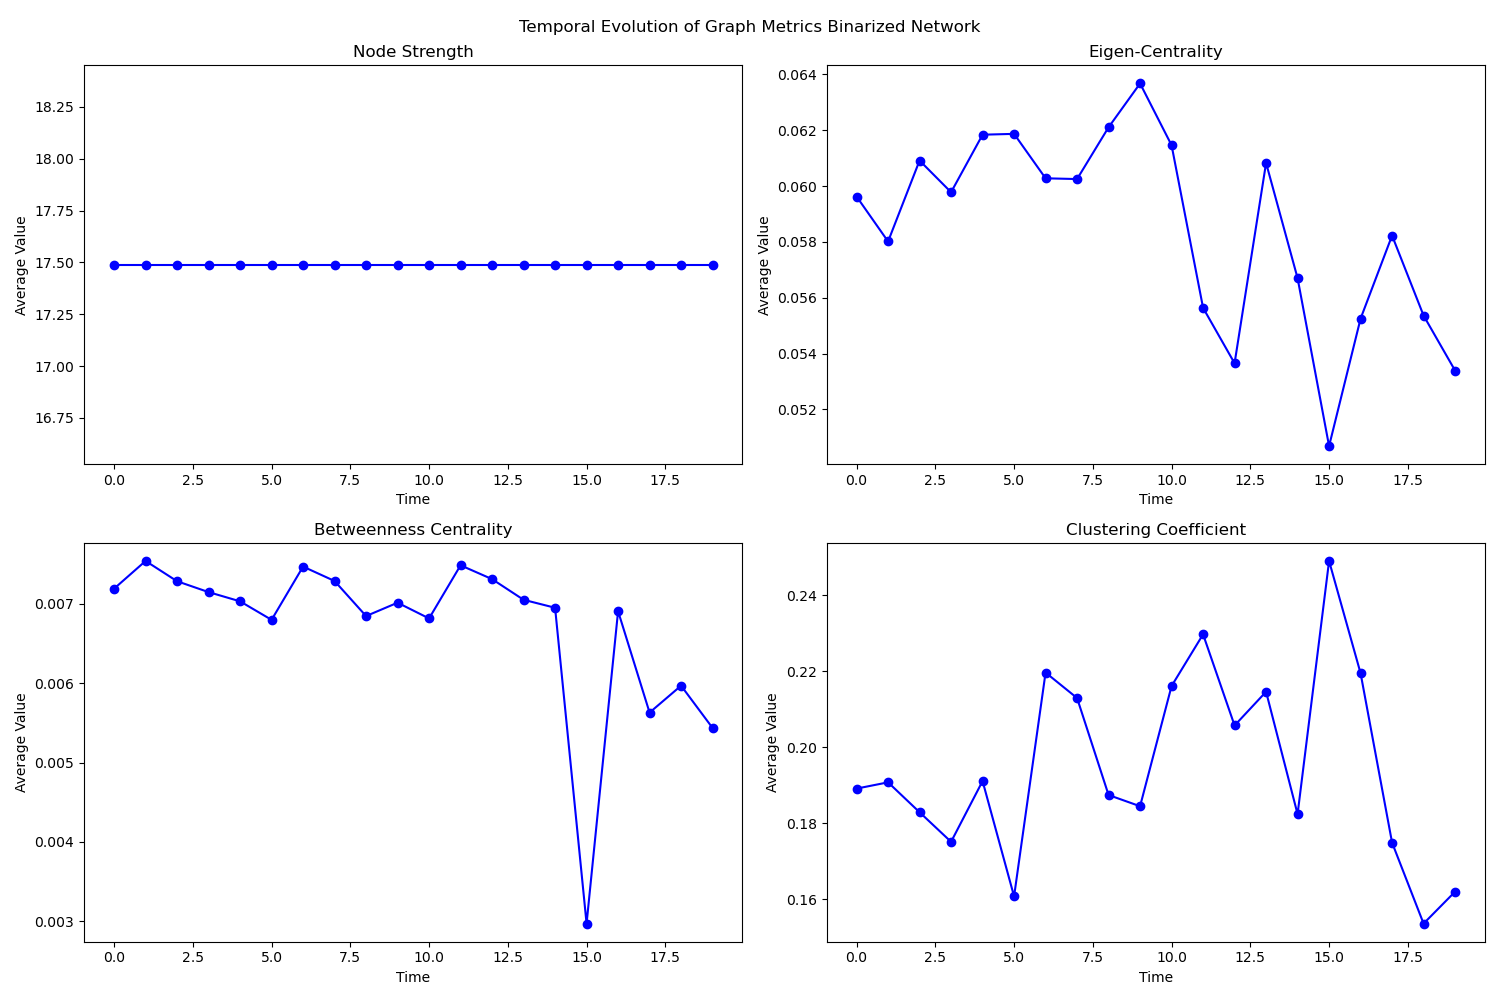 Temporal Evolution of Graph Metrics Binarized Network
Node Strength
Average Value
18.25
18.00
17.75
17.50
17.25
17.00
16.75
0.0 2.5 5.0 7.5 10.0 12.5 15.0 17.5
Time
Eigen-Centrality
Average Value
0.064
0.062
0.060
0.058
0.056
0.054
0.052
0.0 2.5 5.0 7.5 10.0 12.5 15.0 17.5
Time
Betweenness Centrality
Average Value
0.007
0.006
0.005
0.004
0.003
0.0 2.5 5.0 7.5 10.0 12.5 15.0 17.5
Time
Clustering Coefficient
Average Value
0.24
0.22
0.20
0.18
0.16
0.0 2.5 5.0 7.5 10.0 12.5 15.0 17.5
Time